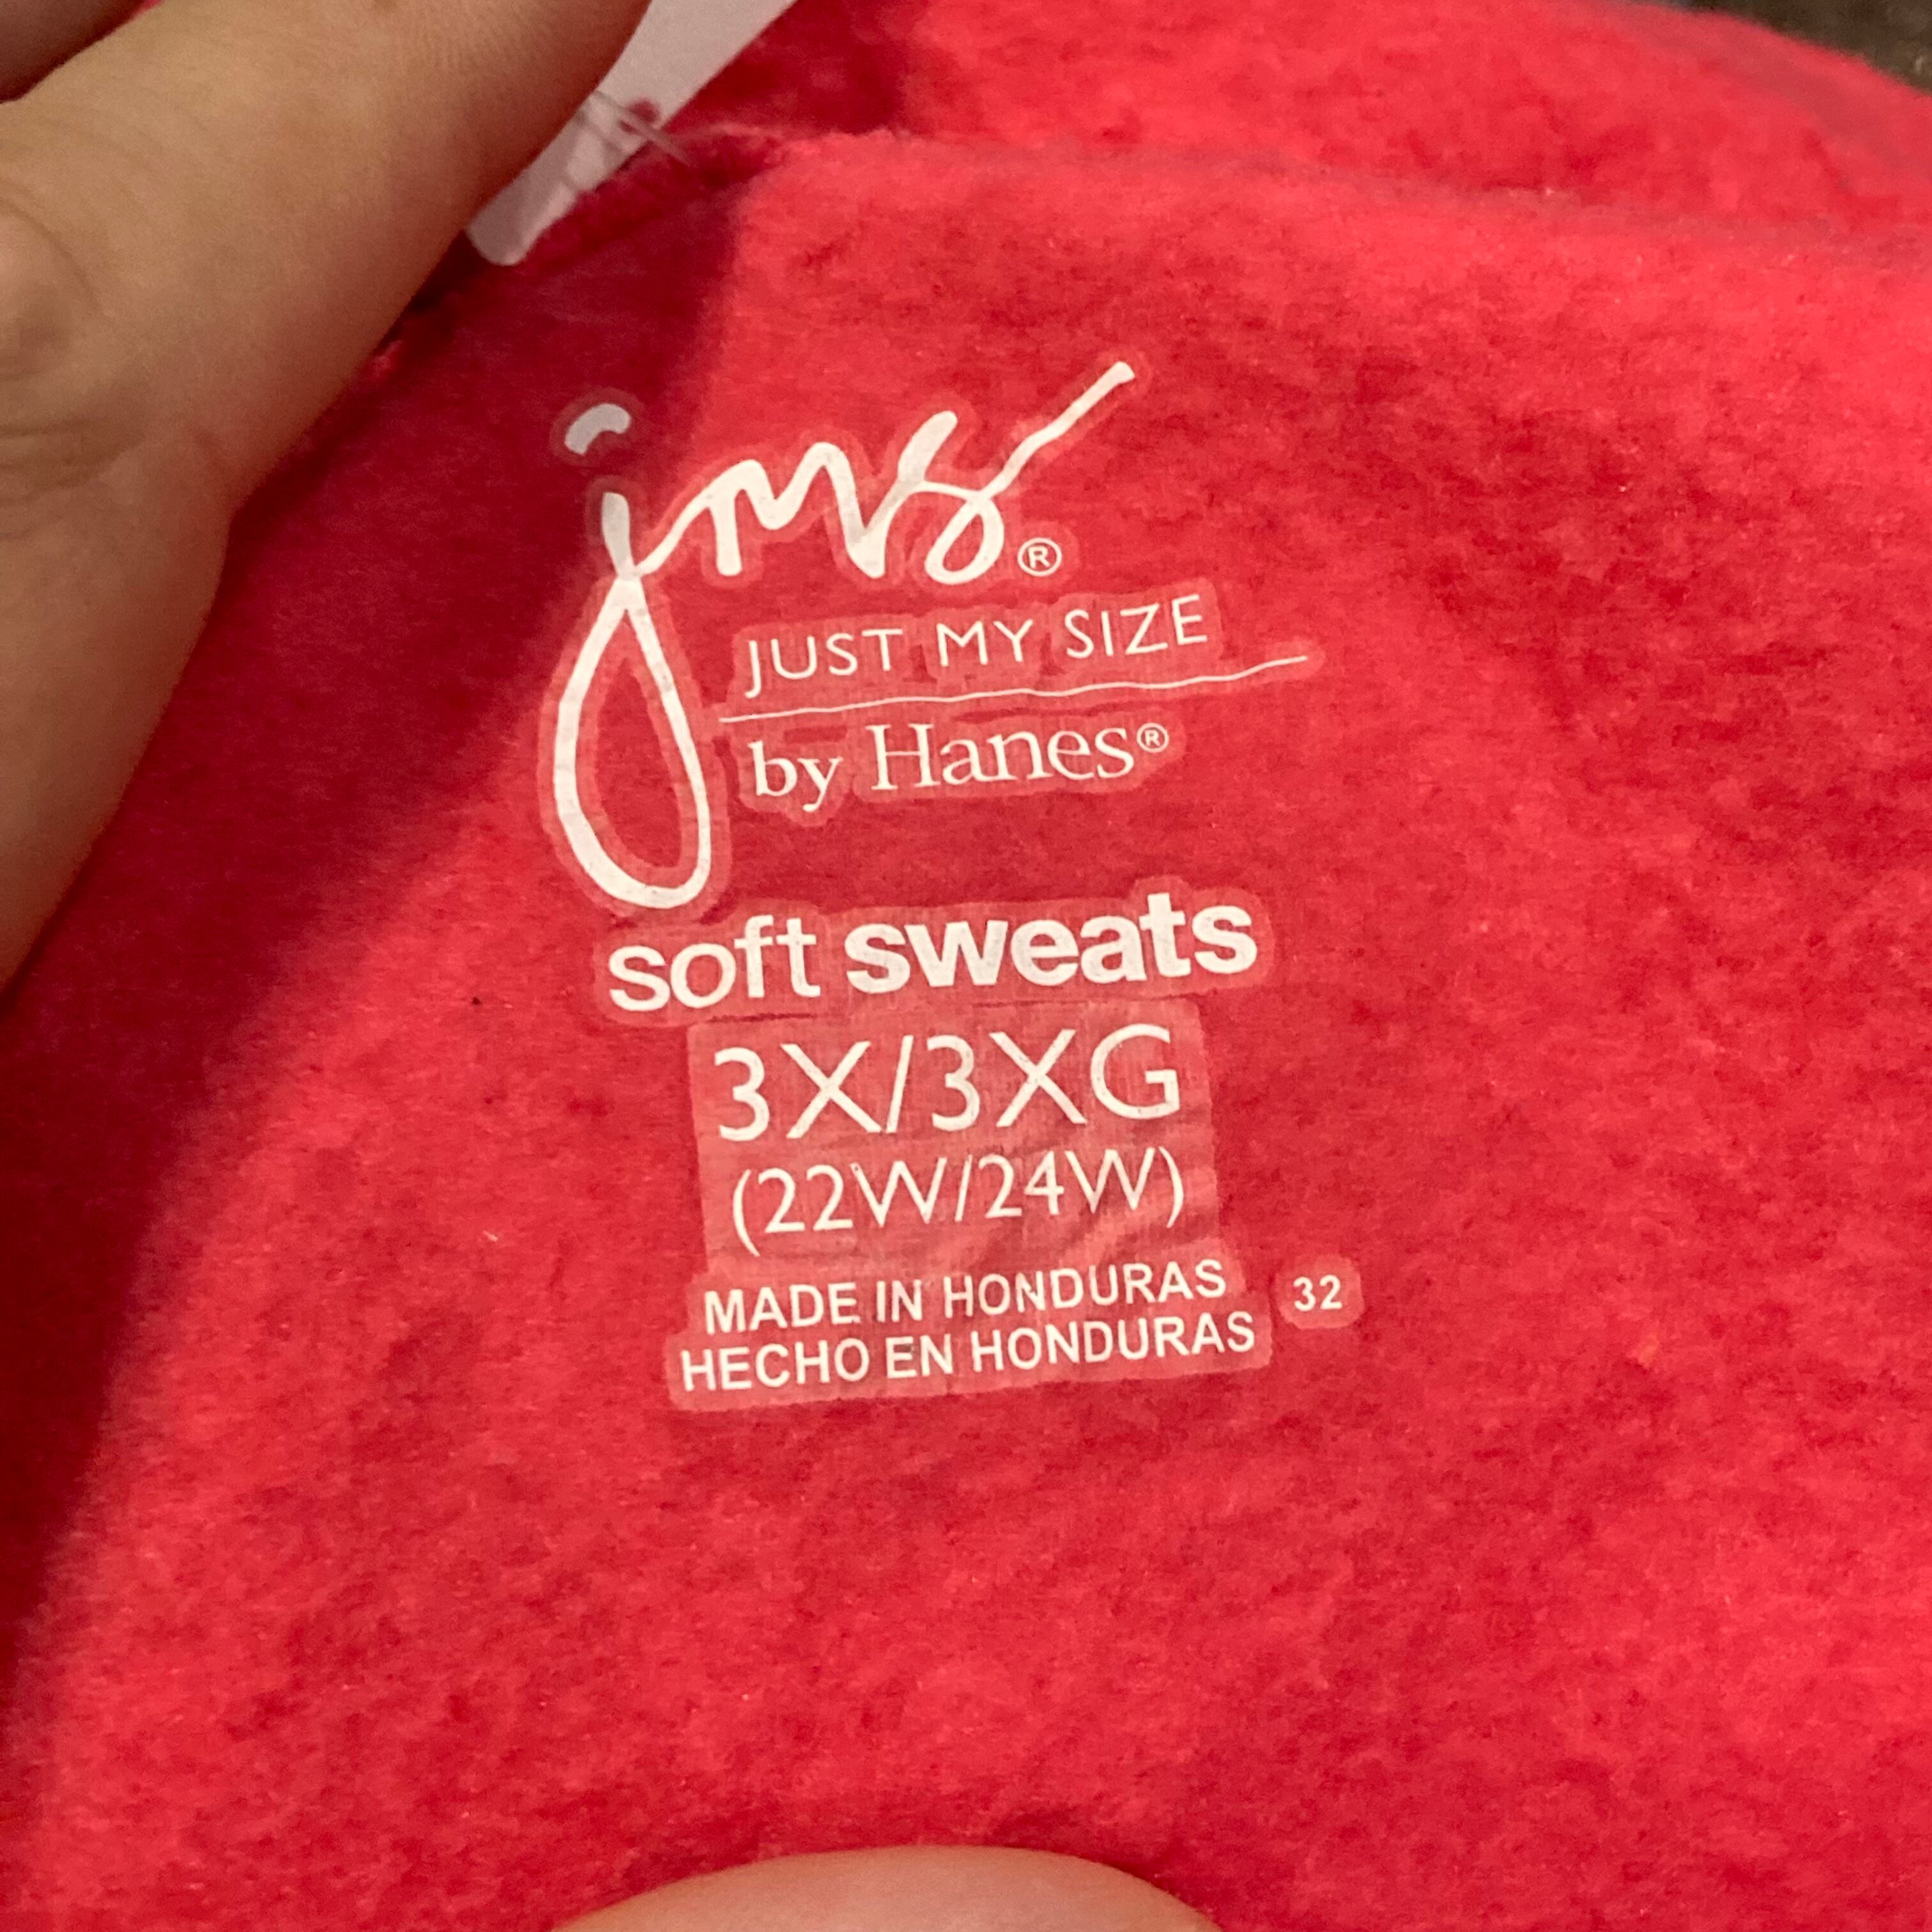 jms®
JUST MY SIZE
by Hanes®
soft sweats
3X/3XG
(22W/24W)
MADE IN HONDURAS
HECHO EN HONDURAS
32